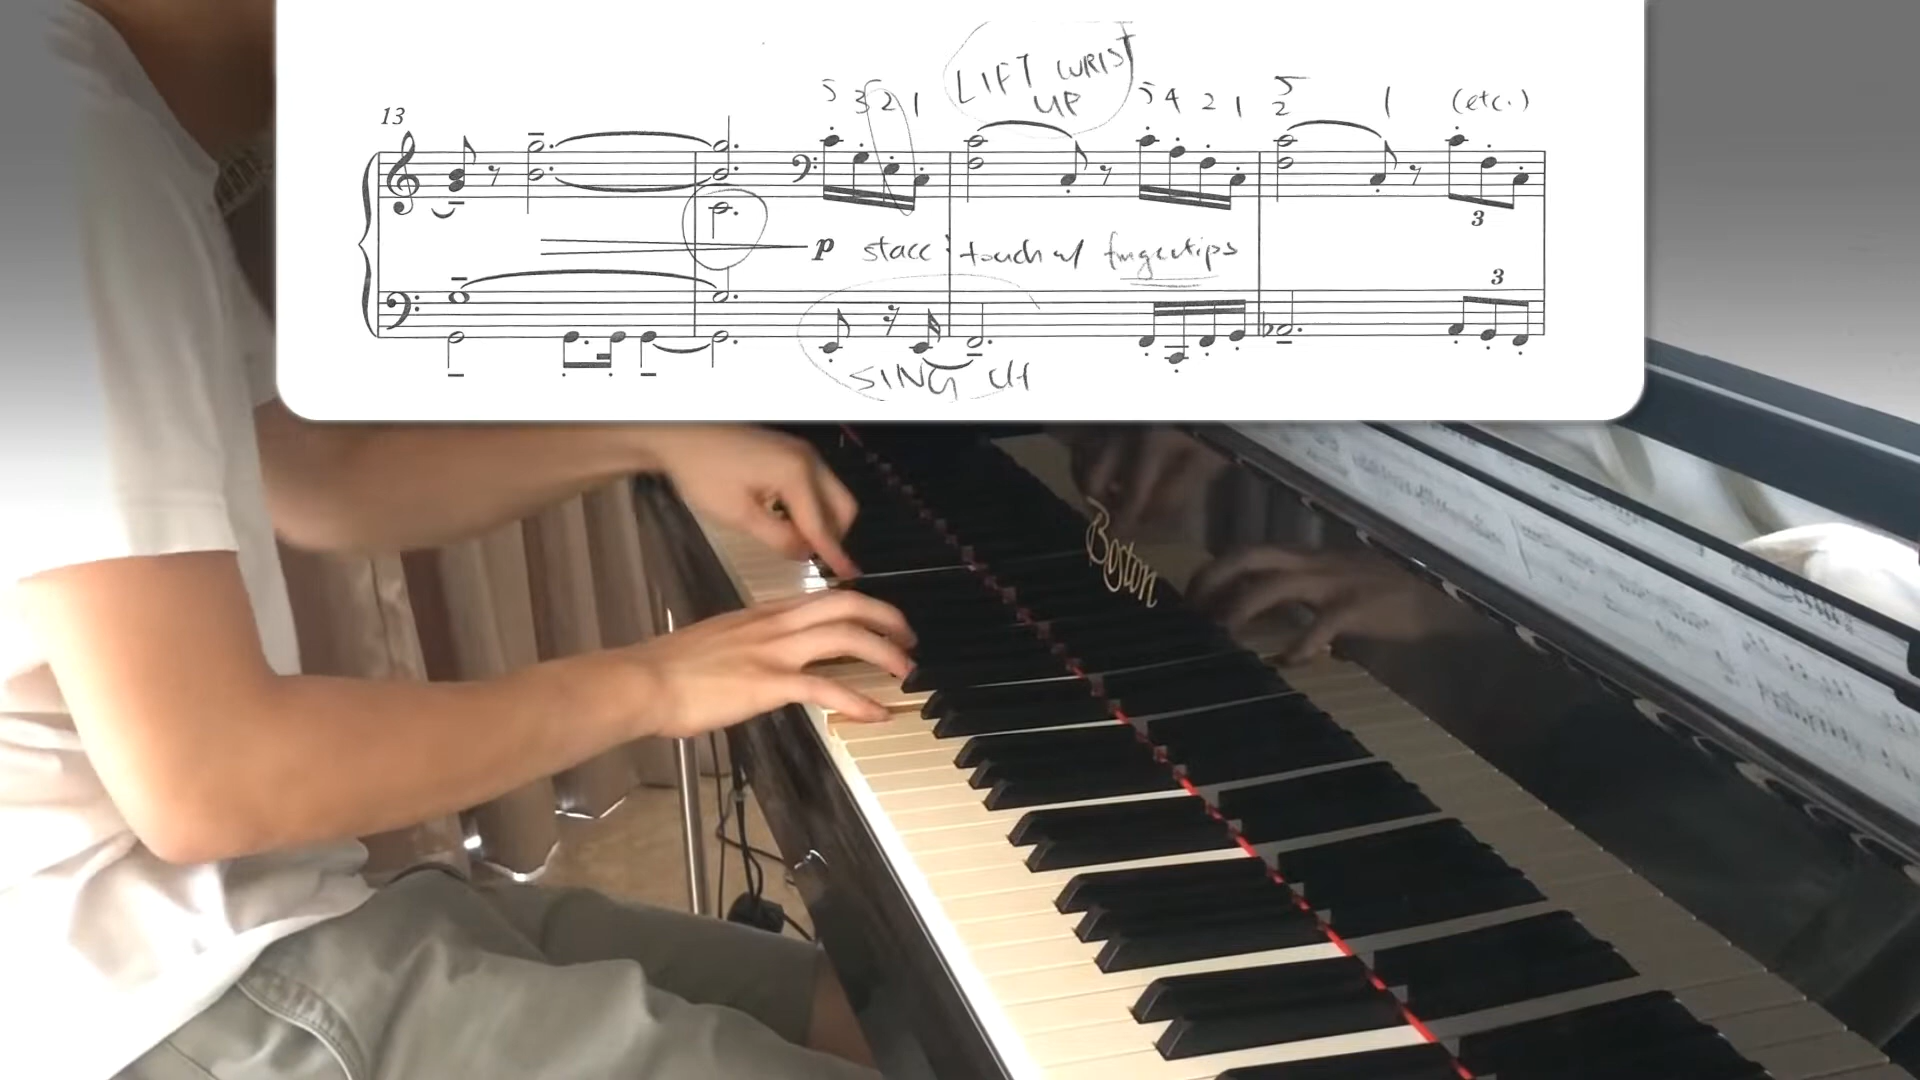 LIFT WRIST
5 3 2 1 UP 5 4 2 1 5 1 (etc.)
2
13
3
p stacc: touch w/ fingertips
3
SING LH
Boston